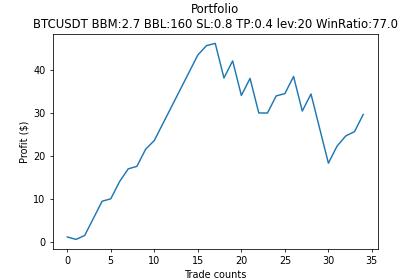 Portfolio
BTCUSDT BBM:2.7 BBL:160 SL:0.8 TP:0.4 lev:20 WinRatio:77.0
40
30
20
10
0
Profit ($)
0 5 10 15 20 25 30 35
Trade counts